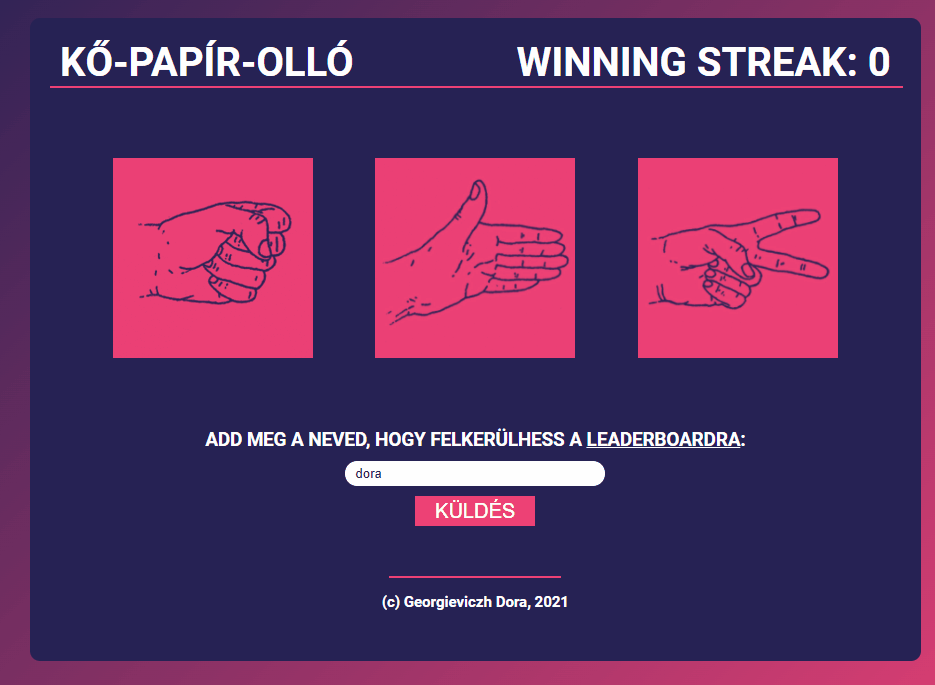 KŐ-PAPÍR-OLLÓ
WINNING STREAK: 0
ADD MEG A NEVED, HOGY FELKERÜLHESS A LEADERBOARDRA:
dora
KÜLDÉS
(c) Georgieviczh Dora, 2021